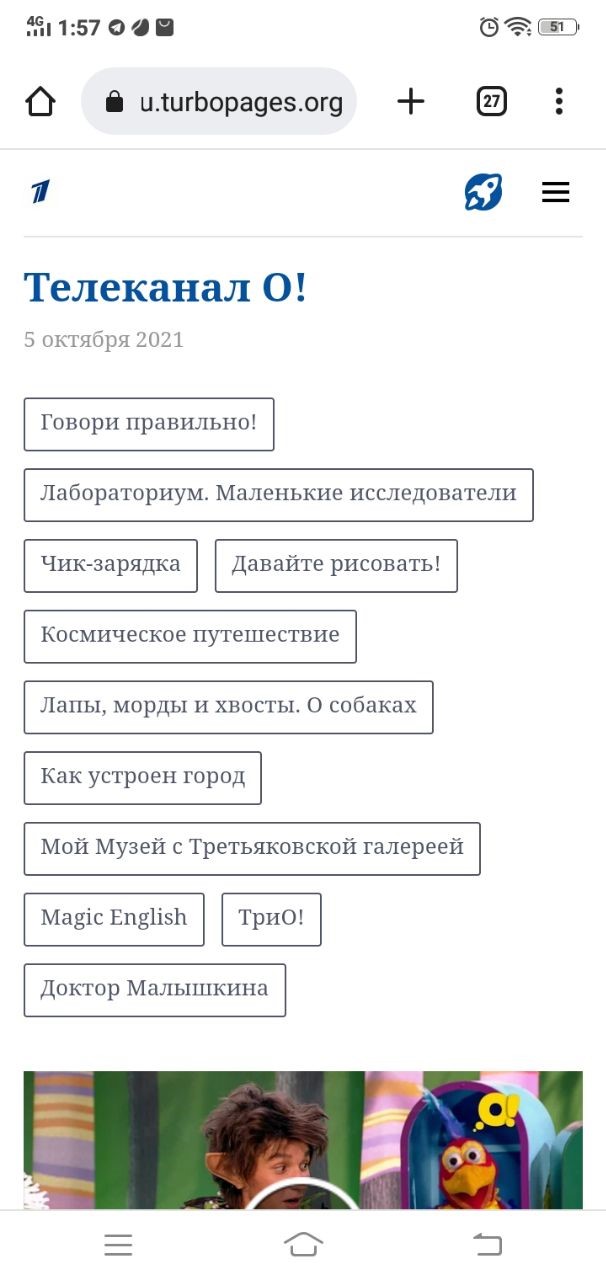 4G 1:57 51
u.turbopages.org 27
1
Телеканал О!
5 октября 2021
Говори правильно!
Лабораториум. Маленькие исследователи
Чик-зарядка Давайте рисовать!
Космическое путешествие
Лапы, морды и хвосты. О собаках
Как устроен город
Мой Музей с Третьяковской галереей
Magic English ТриО!
Доктор Малышкина
О!